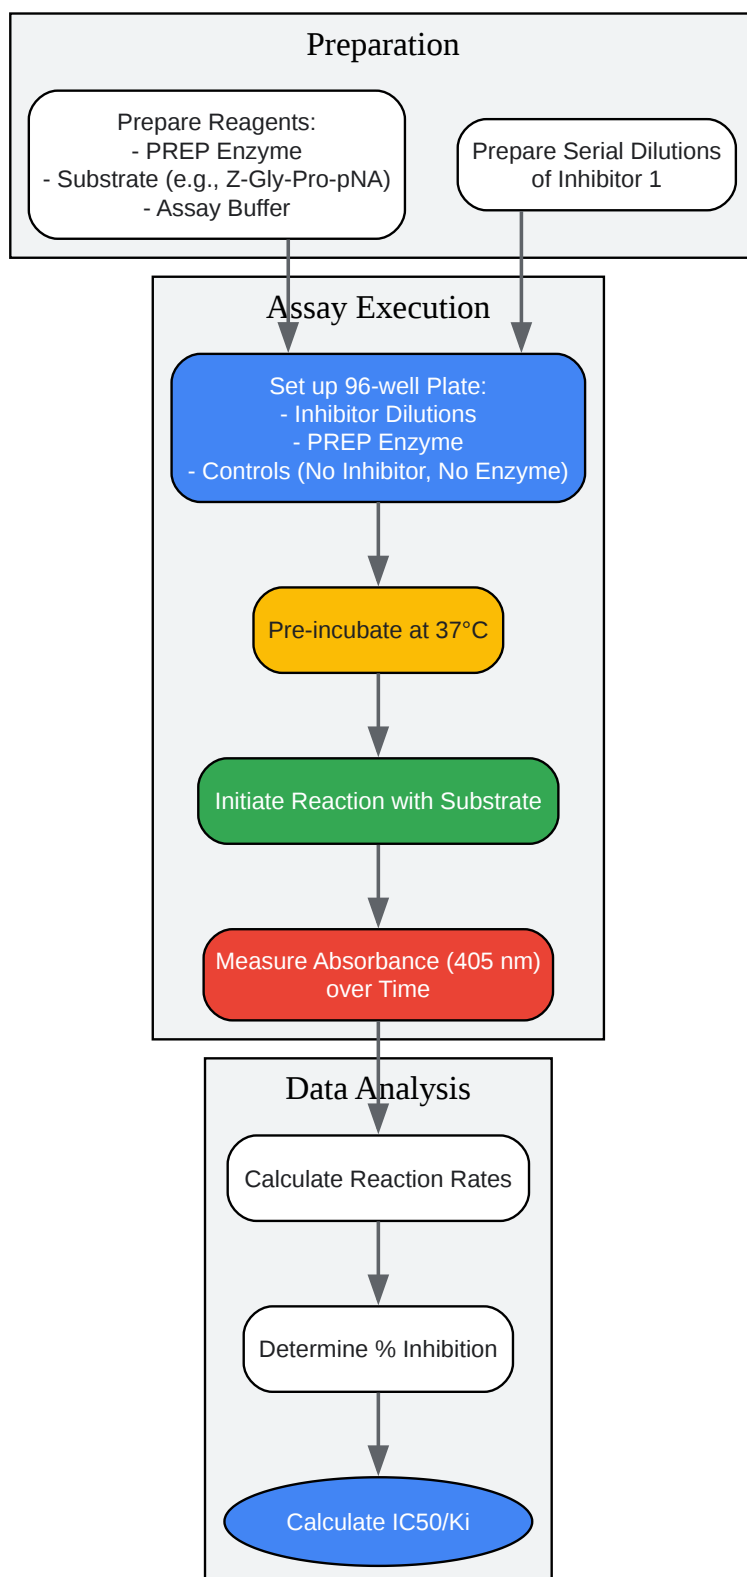 Preparation
Prepare Reagents:
- PREP Enzyme
- Substrate (e.g., Z-Gly-Pro-pNA)
- Assay Buffer
Prepare Serial Dilutions
of Inhibitor 1
Assay Execution
Set up 96-well Plate:
- Inhibitor Dilutions
- PREP Enzyme
- Controls (No Inhibitor, No Enzyme)
Pre-incubate at 37°C
Initiate Reaction with Substrate
Measure Absorbance (405 nm)
over Time
Data Analysis
Calculate Reaction Rates
Determine % Inhibition
Calculate IC50/Ki